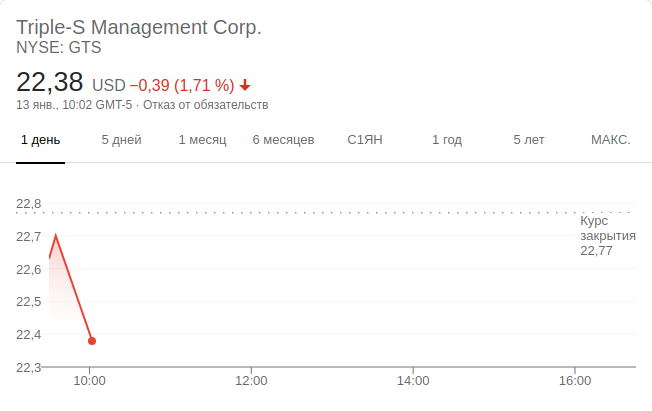 Triple-S Management Corp.
NYSE: GTS
22,38 USD −0,39 (1,71 %)
13 янв., 10:02 GMT-5 · Отказ от обязательств
1 день 5 дней 1 месяц 6 месяцев С1ЯН 1 год 5 лет МАКС.
22,8
Курс
закрытия
22,77
22,7
22,6
22,5
22,4
22,3
10:00 12:00 14:00 16:00